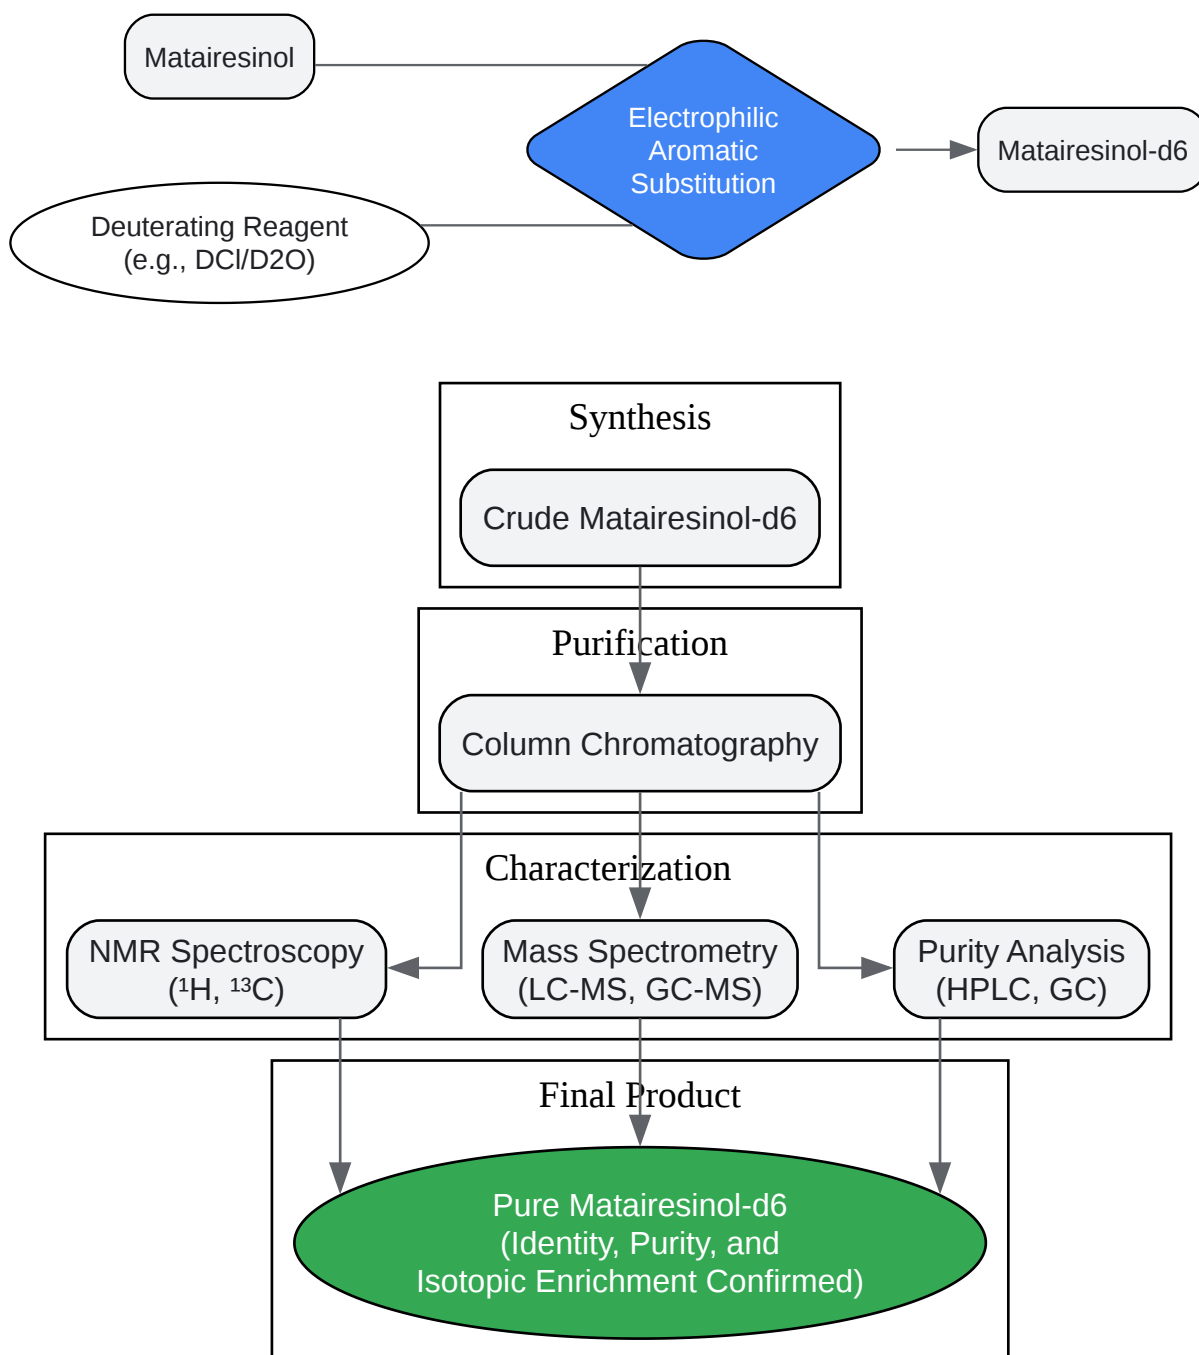 Matairesinol
Electrophilic
Aromatic
Substitution
Matairesinol-d6
Deuterating Reagent
(e.g., DCl/D2O)
Synthesis
Crude Matairesinol-d6
Purification
Column Chromatography
Characterization
NMR Spectroscopy
(¹H, ¹³C)
Mass Spectrometry
(LC-MS, GC-MS)
Purity Analysis
(HPLC, GC)
Final Product
Pure Matairesinol-d6
(Identity, Purity, and
Isotopic Enrichment Confirmed)